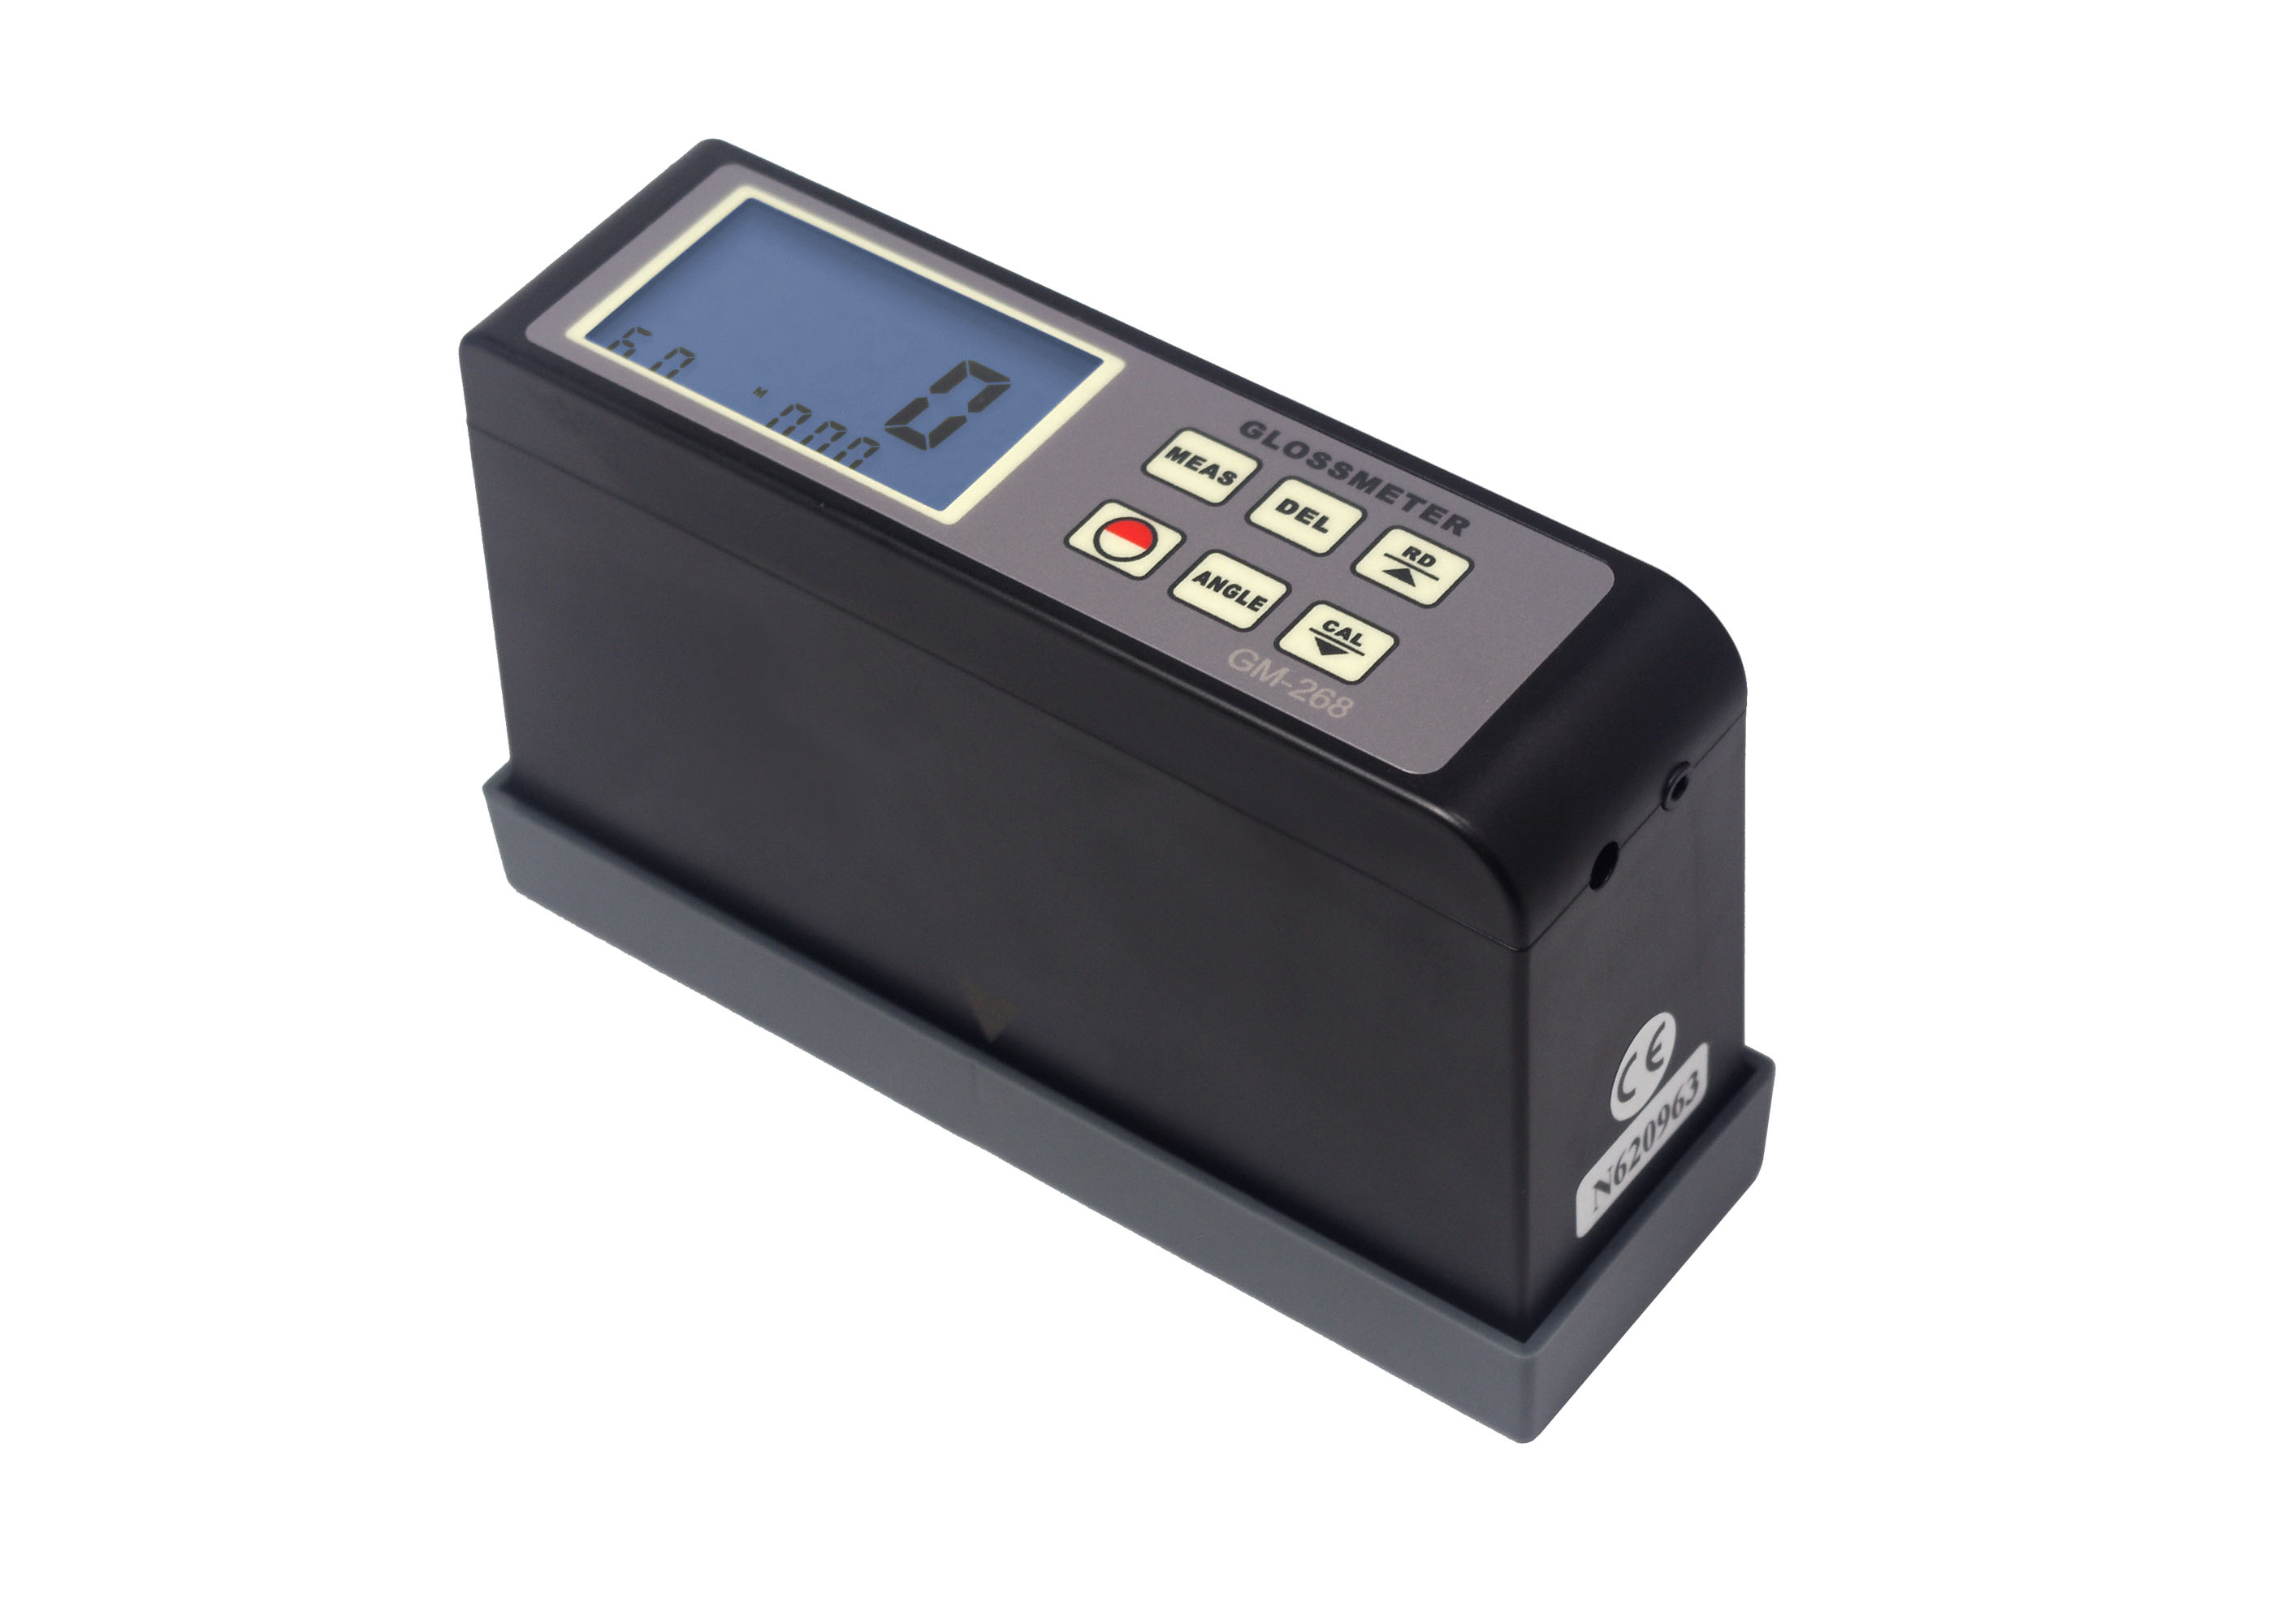 0
60
M
000
GLOSSMETER
MEAS
DEL
RD
ANGLE
CAL
GM-268
CE
N620963